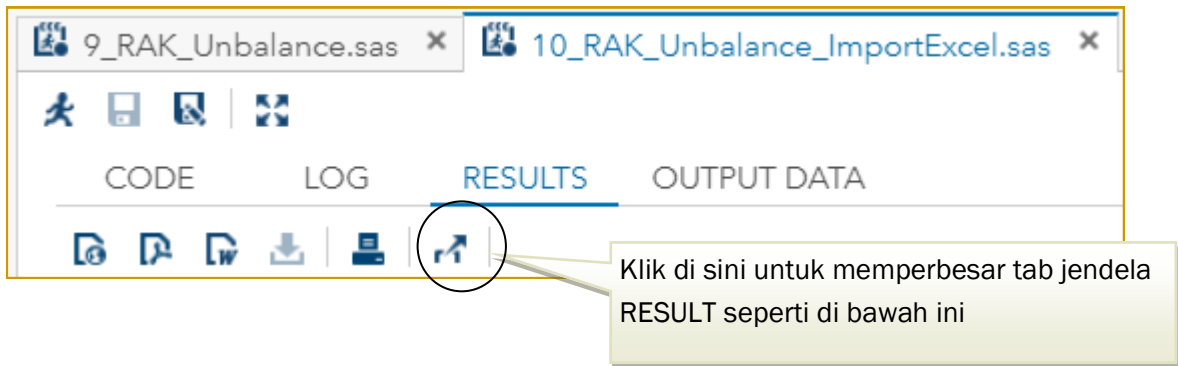 9_RAK_Unbalance.sas × 10_RAK_Unbalance_ImportExcel.sas ×
CODE LOG RESULTS OUTPUT DATA
Klik di sini untuk memperbesar tab jendela
RESULT seperti di bawah ini